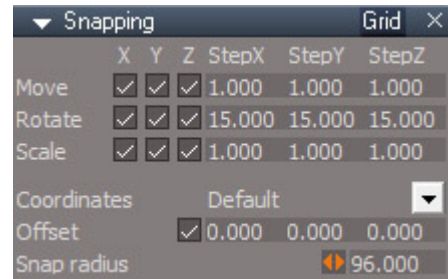 Snapping Grid
X Y Z StepX StepY StepZ
Move 1.000 1.000 1.000
Rotate 15.000 15.000 15.000
Scale 1.000 1.000 1.000
Coordinates Default
Offset 0.000 0.000 0.000
Snap radius 96.000